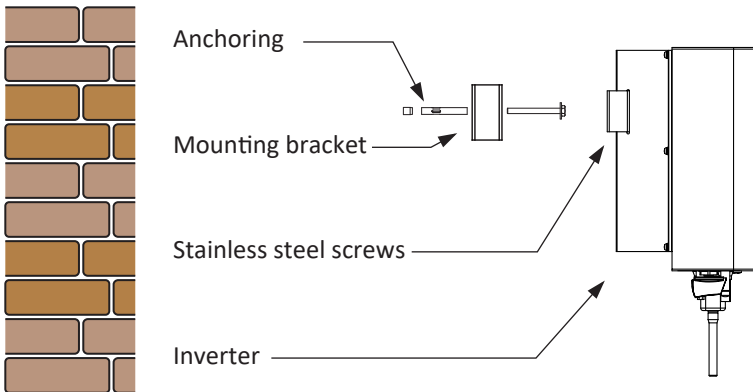 Anchoring
Mounting bracket
Stainless steel screws
Inverter